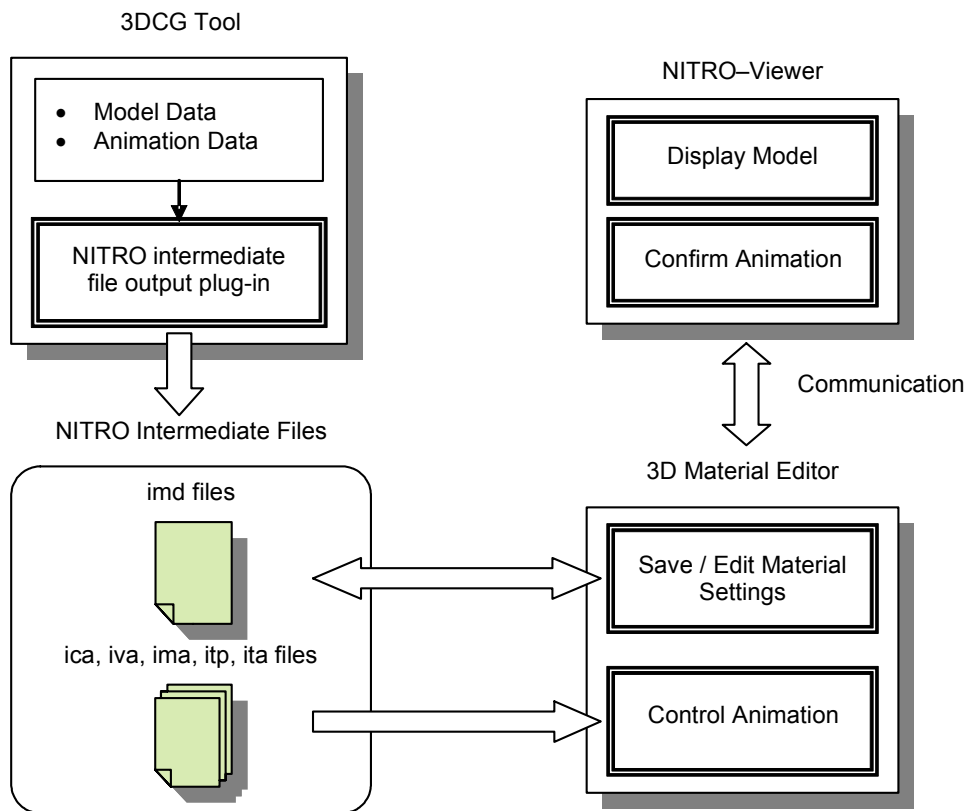 3DCG Tool
• Model Data
• Animation Data
NITRO intermediate
file output plug-in
NITRO Intermediate Files
imd files
ica, iva, ima, itp, ita files
NITRO–Viewer
Display Model
Confirm Animation
Communication
3D Material Editor
Save / Edit Material
Settings
Control Animation